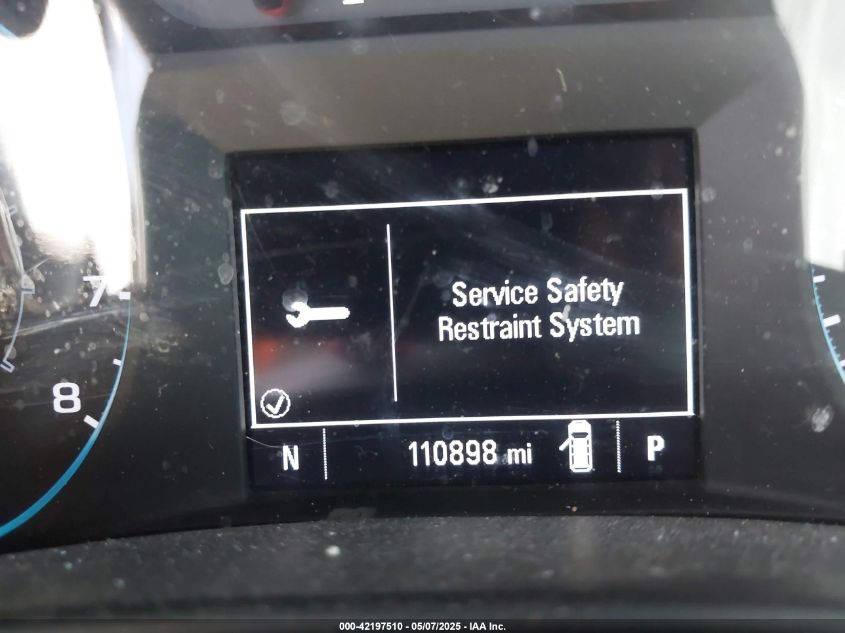 7
8
Service Safety
Restraint System
N 110898 mi P
000-42197510 - 05/07/2025 - IAA Inc.